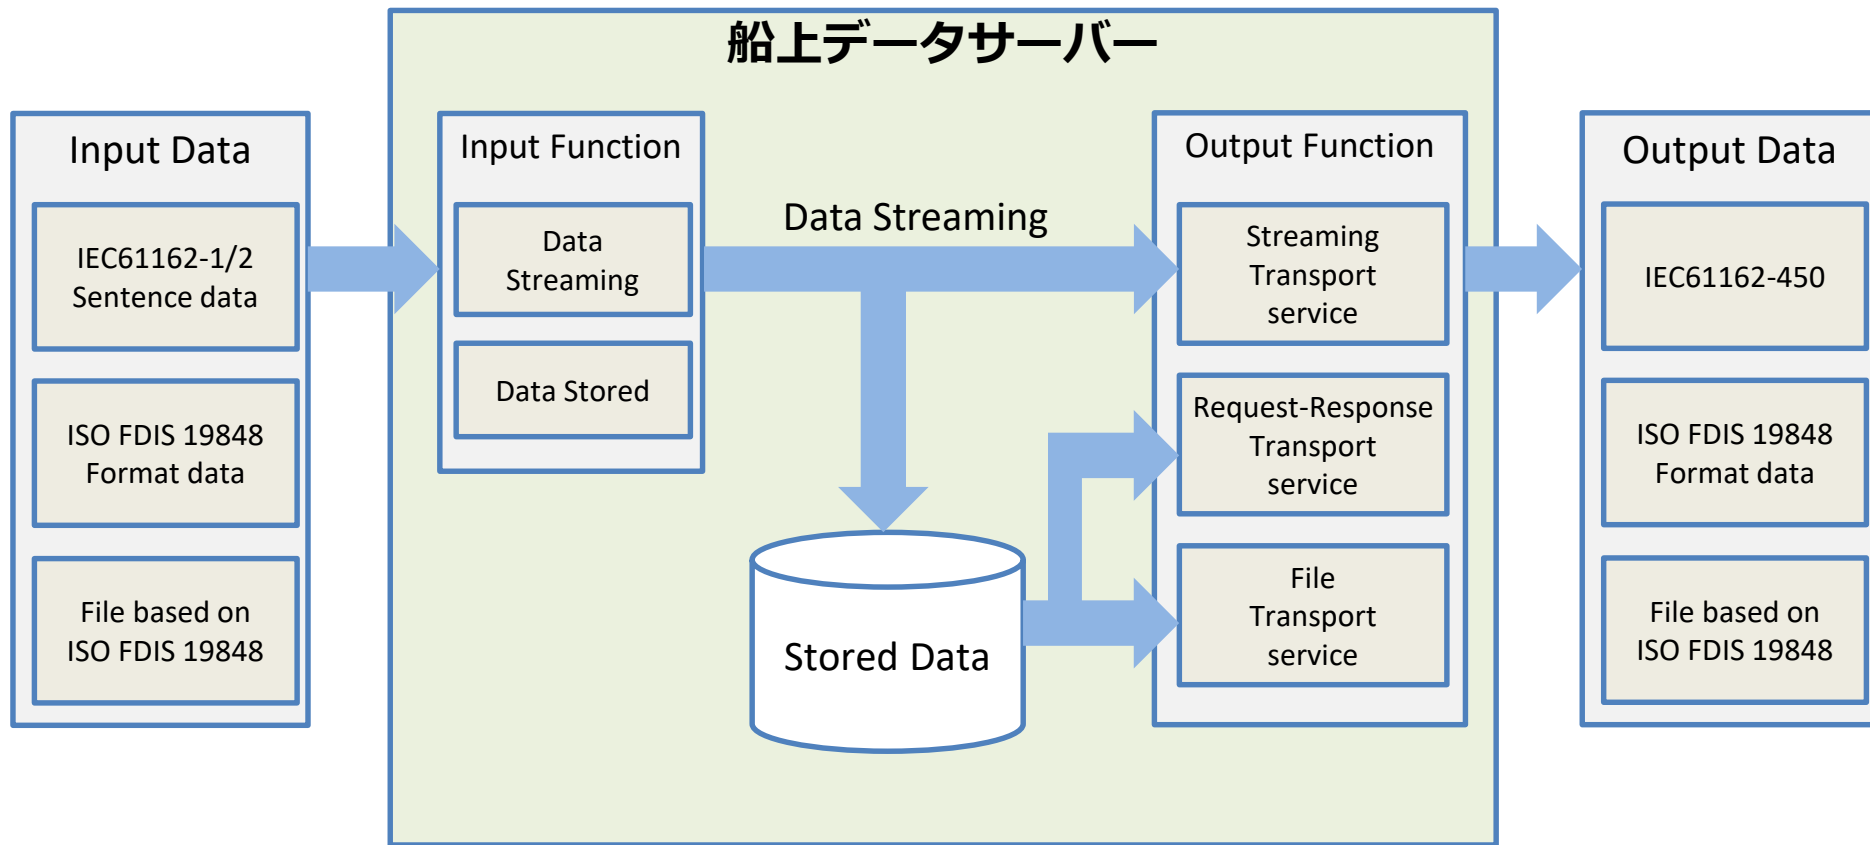 船上データサーバー
Input Data
IEC61162-1/2
Sentence data
ISO FDIS 19848
Format data
File based on
ISO FDIS 19848
Input Function
Data
Streaming
Data Stored
Data Streaming
Stored Data
Output Function
Streaming
Transport
service
Request-Response
Transport
service
File
Transport
service
Output Data
IEC61162-450
ISO FDIS 19848
Format data
File based on
ISO FDIS 19848